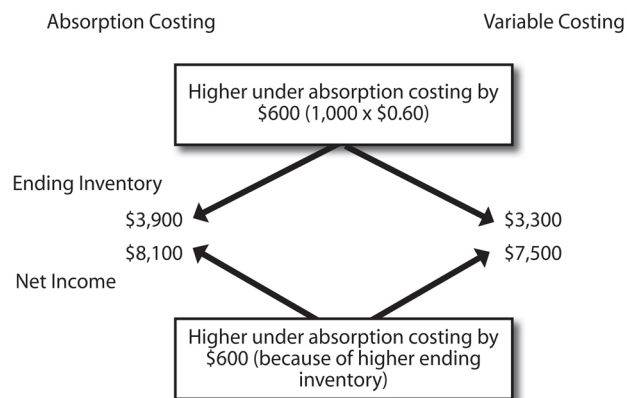 Absorption Costing
Variable Costing
Higher under absorption costing by
$600 (1,000 x $0.60)
Ending Inventory
$3,900
$3,300
$8,100
$7,500
Net Income
Higher under absorption costing by
$600 (because of higher ending
inventory)